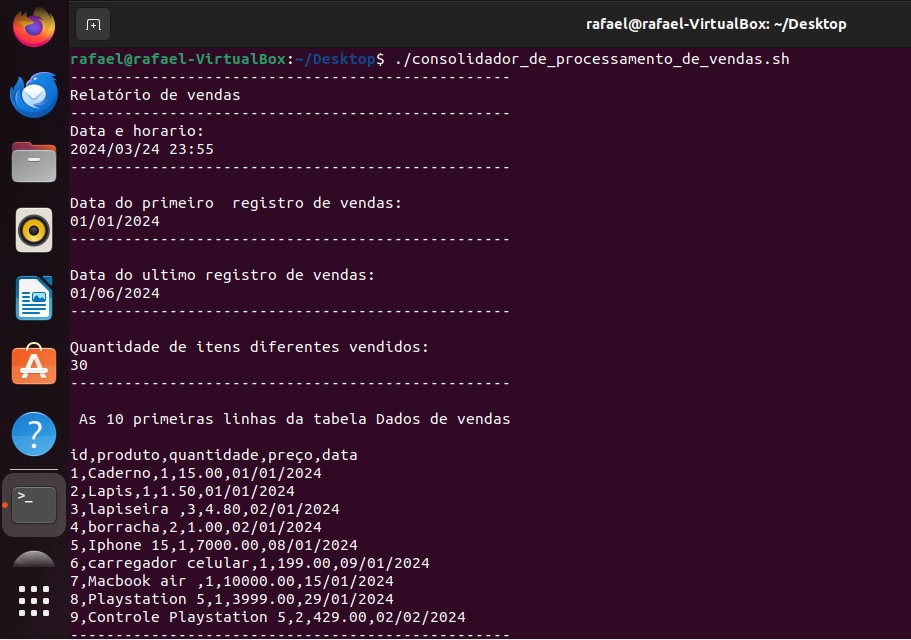 rafael@rafael-VirtualBox: ~/Desktop
rafael@rafael-VirtualBox:~/Desktop$ ./consolidador_de_processamento_de_vendas.sh
-------------------------------------------------
Relatório de vendas
-------------------------------------------------
Data e horario:
2024/03/24 23:55
-------------------------------------------------
Data do primeiro  registro de vendas:
01/01/2024
-------------------------------------------------
Data do ultimo registro de vendas:
01/06/2024
-------------------------------------------------
Quantidade de itens diferentes vendidos:
30
-------------------------------------------------
 As 10 primeiras linhas da tabela Dados de vendas
id,produto,quantidade,preço,data
1,Caderno,1,15.00,01/01/2024
2,Lapis,1,1.50,01/01/2024
3,lapiseira ,3,4.80,02/01/2024
4,borracha,2,1.00,02/01/2024
5,Iphone 15,1,7000.00,08/01/2024
6,carregador celular,1,199.00,09/01/2024
7,Macbook air ,1,10000.00,15/01/2024
8,Playstation 5,1,3999.00,29/01/2024
9,Controle Playstation 5,2,429.00,02/02/2024
-------------------------------------------------